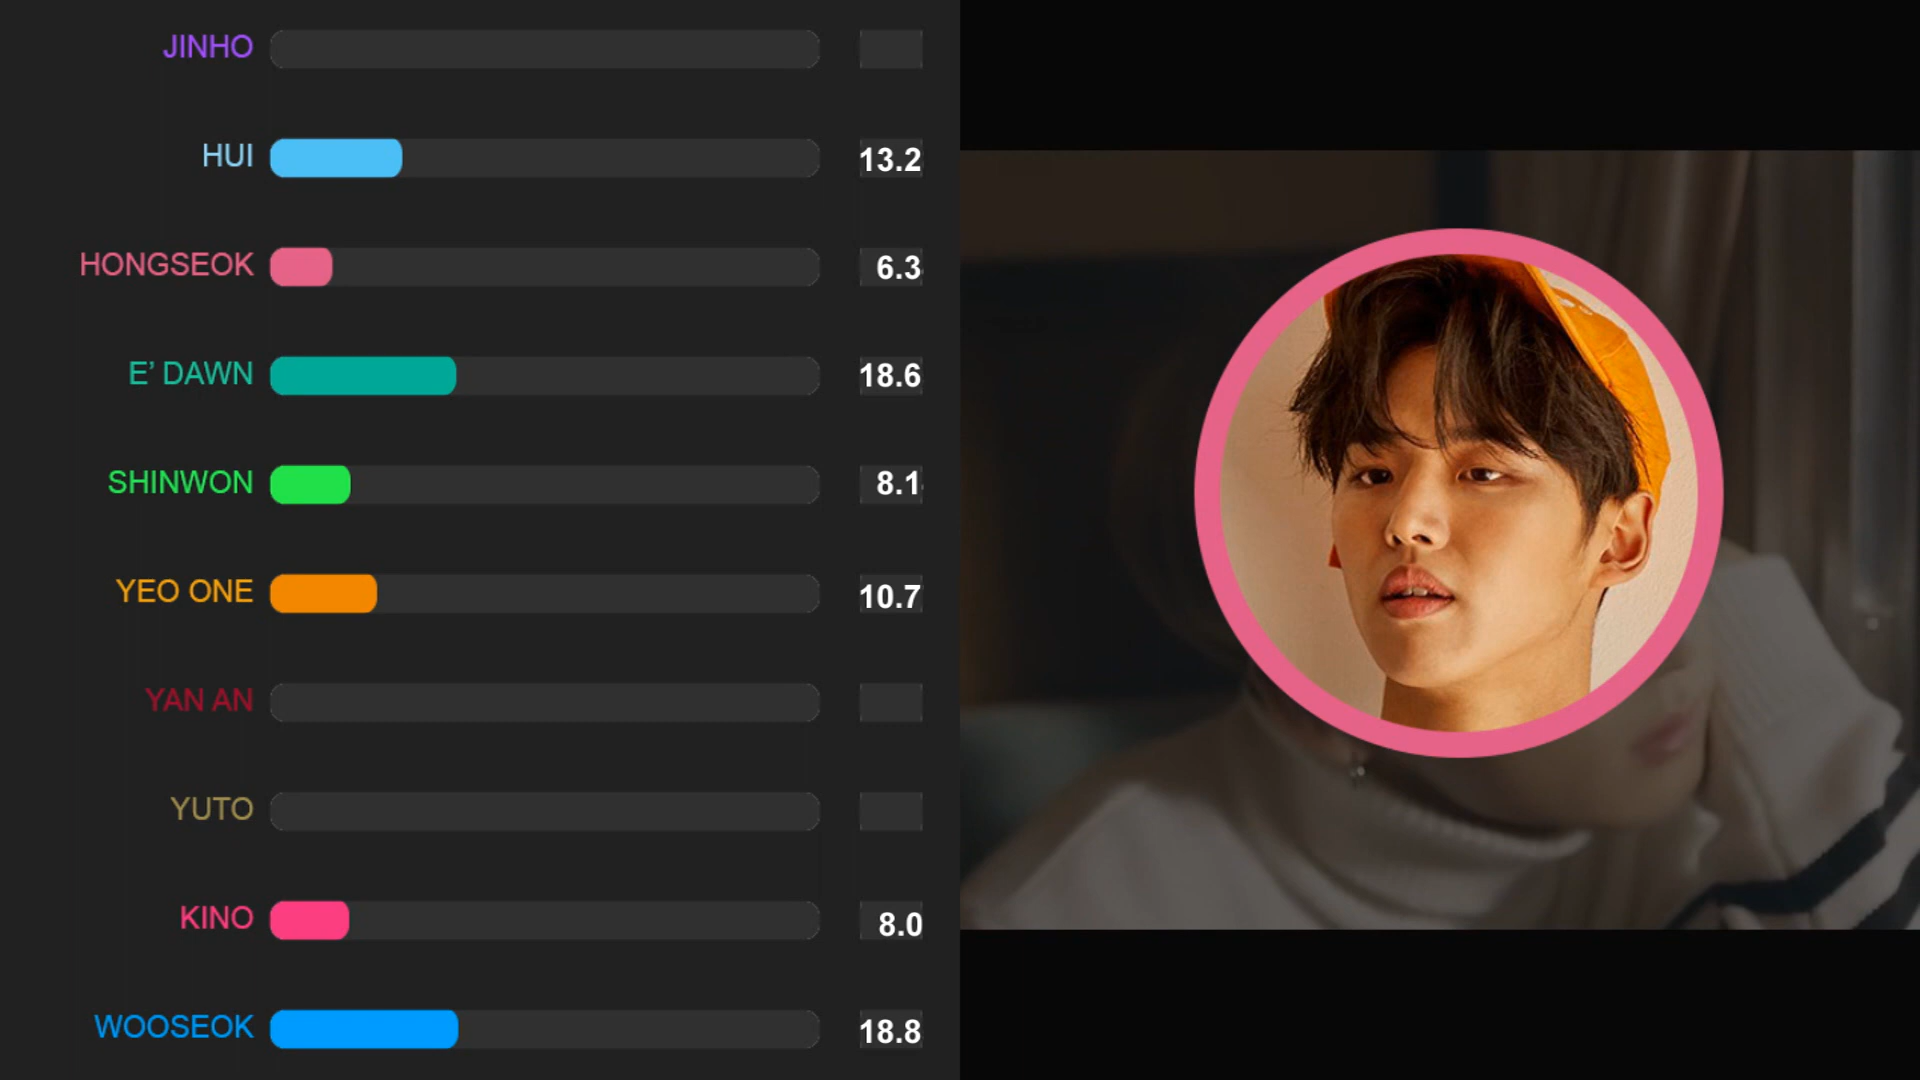 JINHO
HUI 13.2
HONGSEOK 6.3
E’ DAWN 18.6
SHINWON 8.1
YEO ONE 10.7
YAN AN
YUTO
KINO 8.0
WOOSEOK 18.8